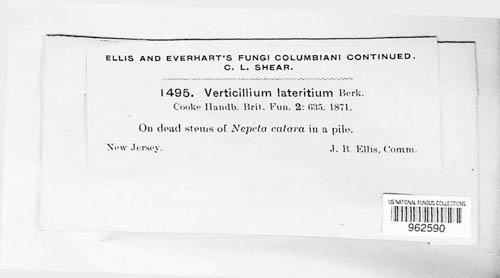 ELLIS AND EVERHART'S FUNGI COLUMBIANI CONTINUED.
C. L. SHEAR.
1495. Verticillium lateritium Berk.
Cooke Handb. Brit. Fun. 2: 635. 1871.
On dead stems of Nepeta catara in a pile.
New Jersey. J. B. Ellis, Comm.
US NATIONAL FUNGUS COLLECTIONS
962590